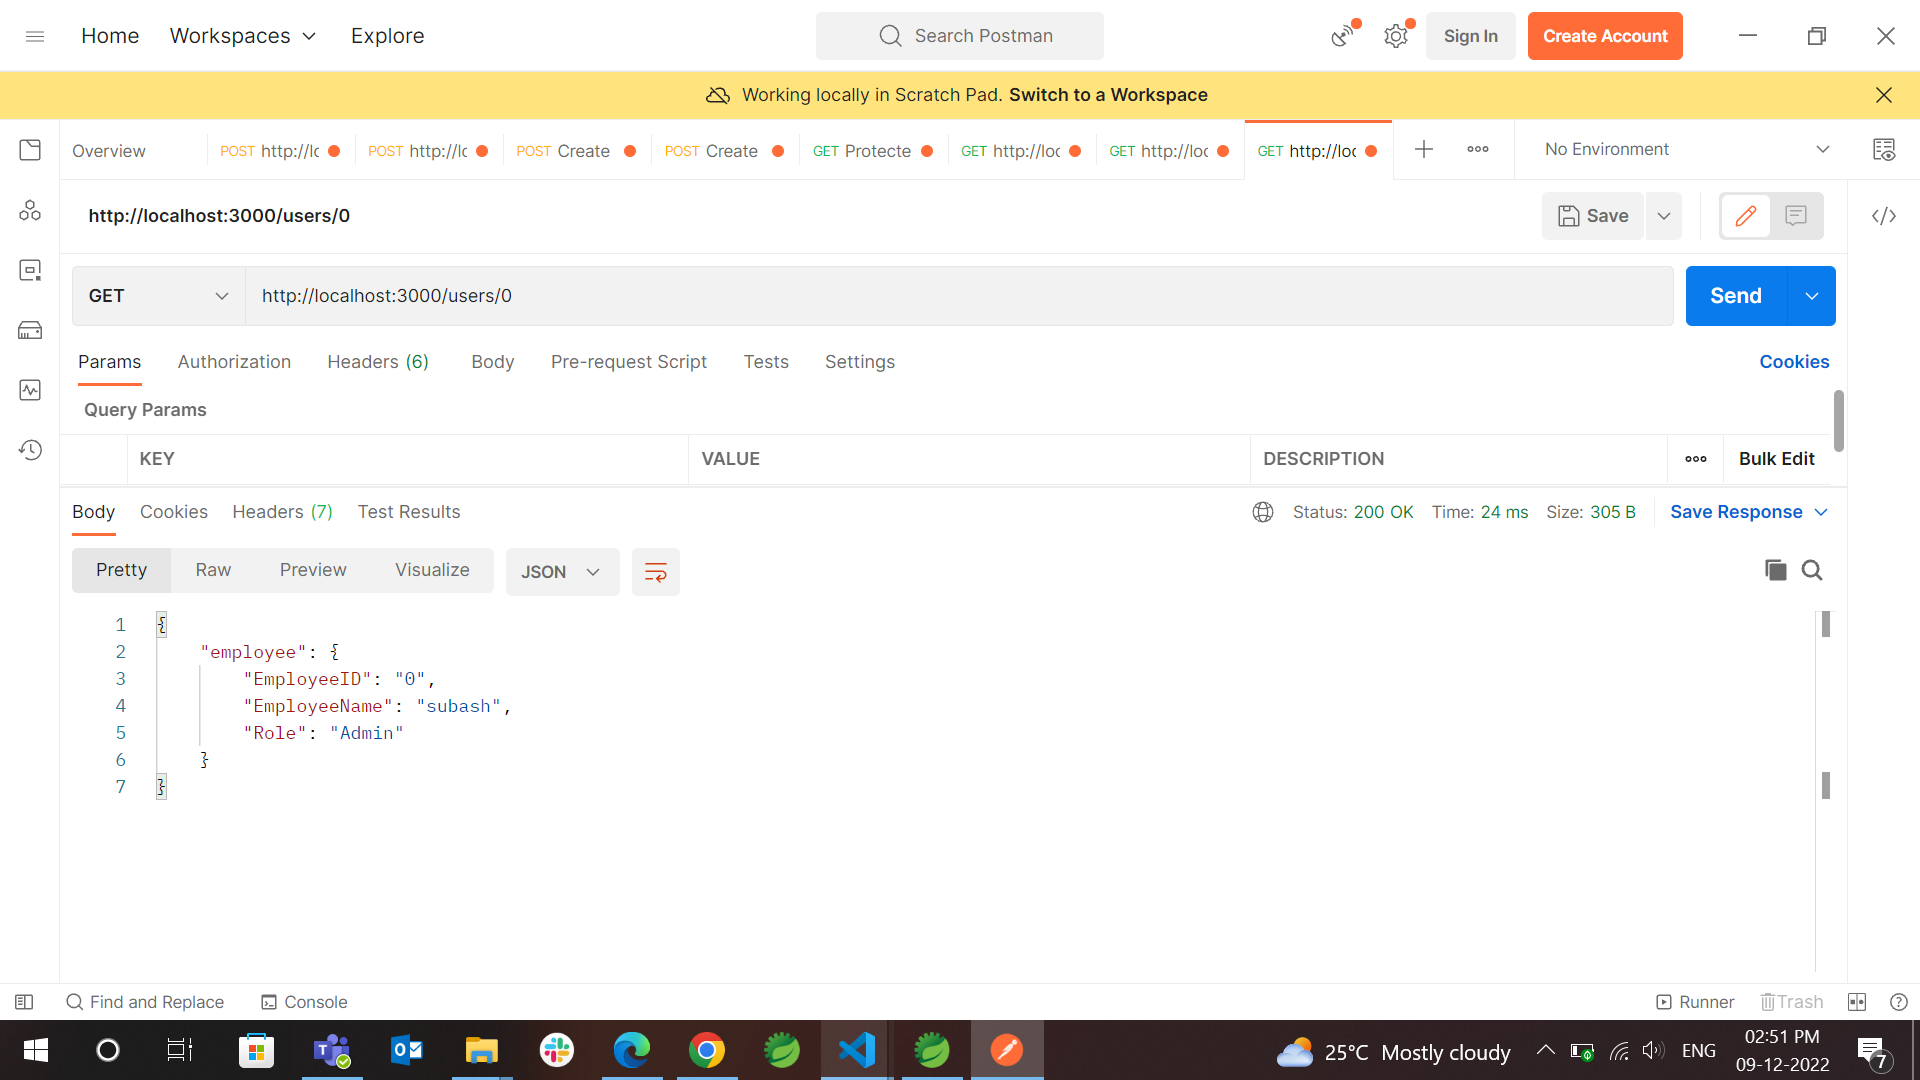 Home Workspaces Explore Search Postman Sign In Create Account
Working locally in Scratch Pad. Switch to a Workspace
Overview POST http://lc POST http://lc POST Create POST Create GET Protecte GET http://loc GET http://loc GET http://loc No Environment
http://localhost:3000/users/0 Save
GET http://localhost:3000/users/0 Send
Params Authorization Headers (6) Body Pre-request Script Tests Settings Cookies
Query Params
KEY VALUE DESCRIPTION Bulk Edit
Body Cookies Headers (7) Test Results Status: 200 OK Time: 24 ms Size: 305 B Save Response
Pretty Raw Preview Visualize JSON
1 {
2 "employee": {
3 "EmployeeID": "0",
4 "EmployeeName": "subash",
5 "Role": "Admin"
6 }
7 }
Find and Replace Console Runner Trash
25°C Mostly cloudy ENG 02:51 PM
09-12-2022 7